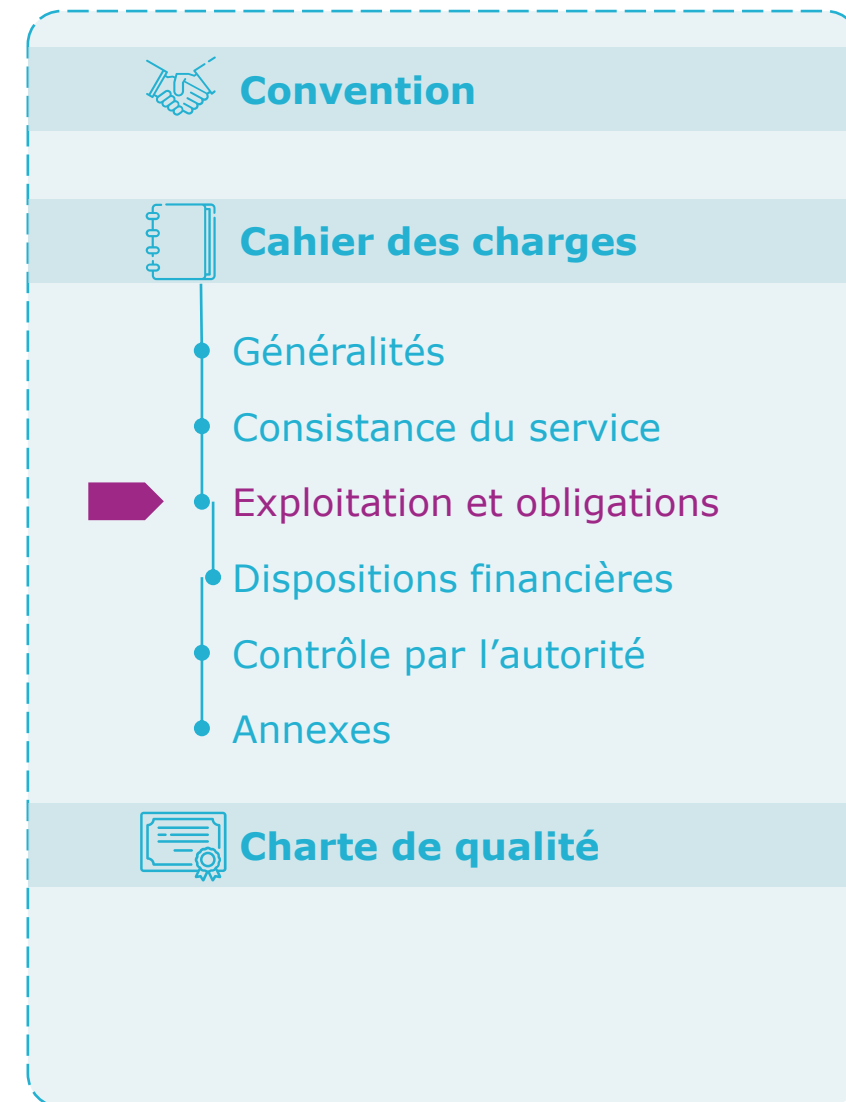 Convention
Cahier des charges
Généralités
Consistance du service
Exploitation et obligations
Dispositions financières
Contrôle par l’autorité
Annexes
Charte de qualité